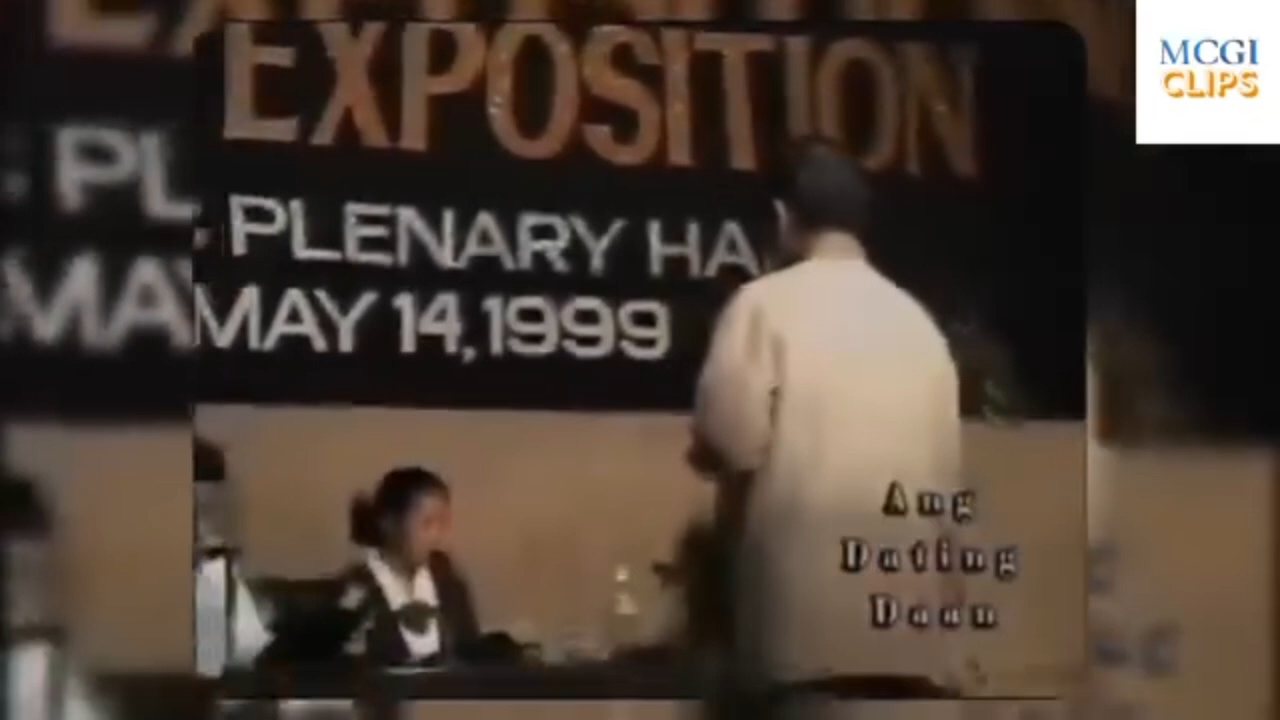 EXPOSITION
PLENARY HA
MAY 14, 1999
MCGI
CLIPS
Ang
Dating
Daan